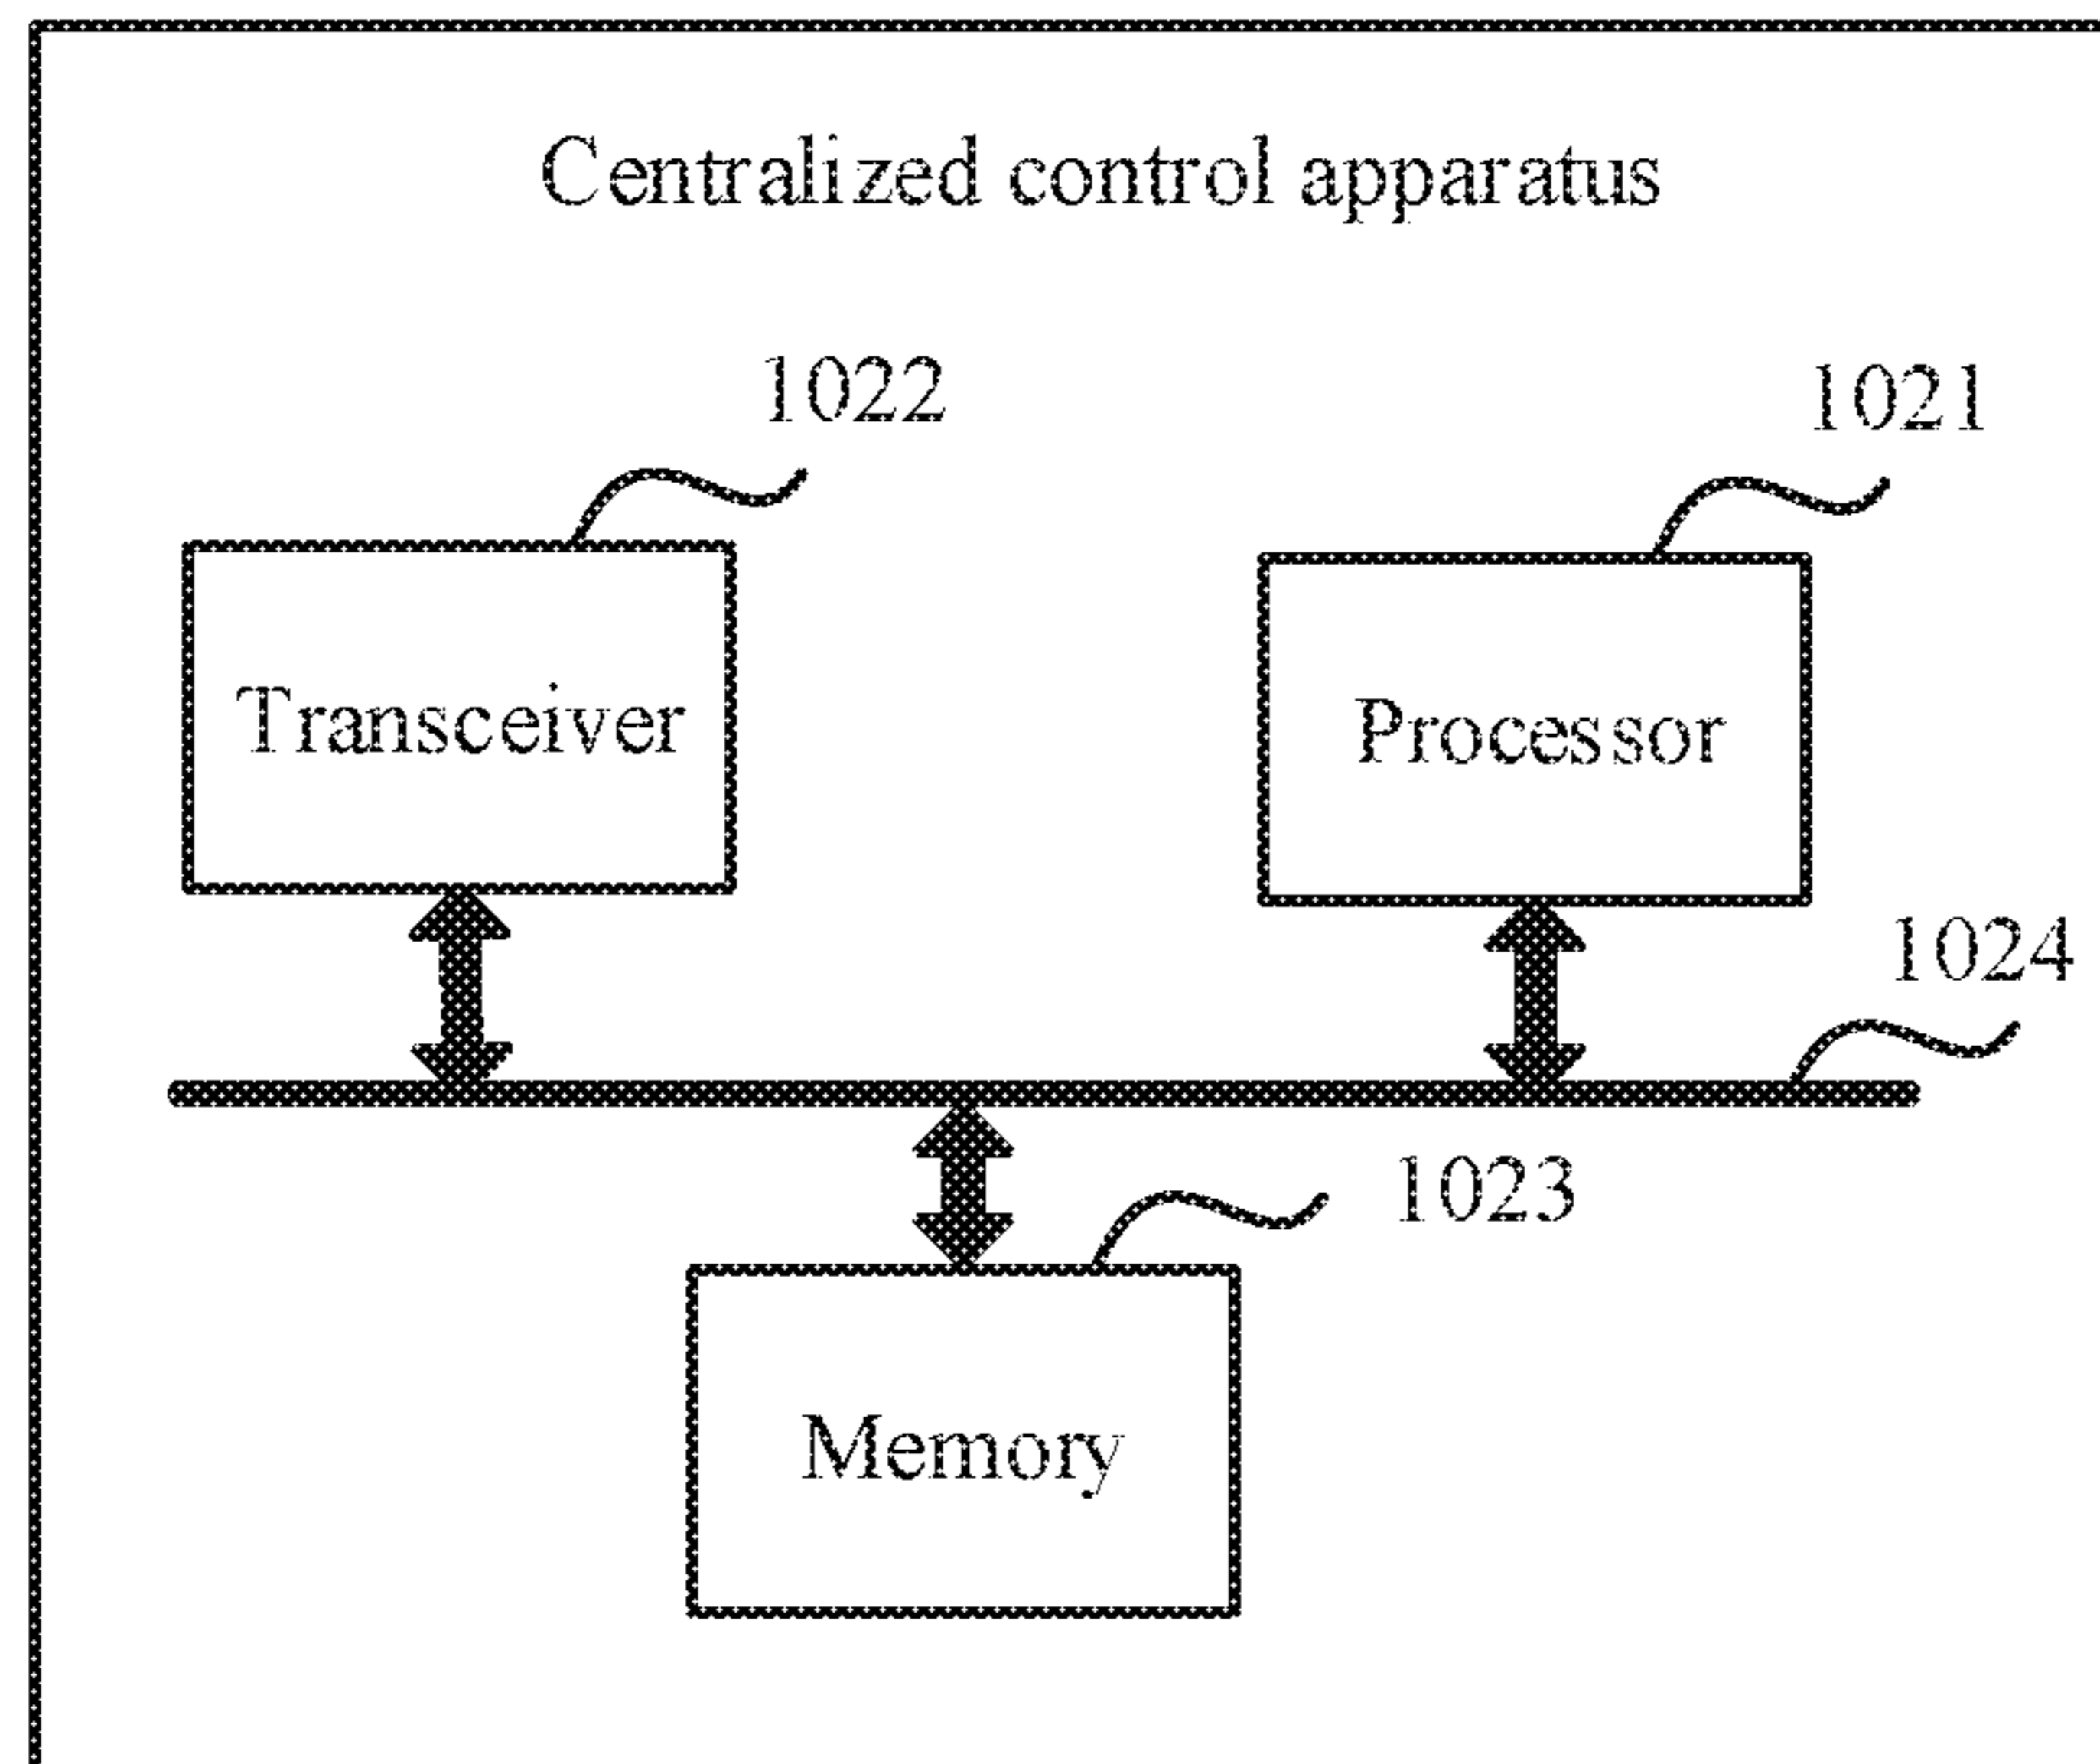 Centralized control apparatus
1022
1021
Transceiver
Processor
1024
1023
Memory